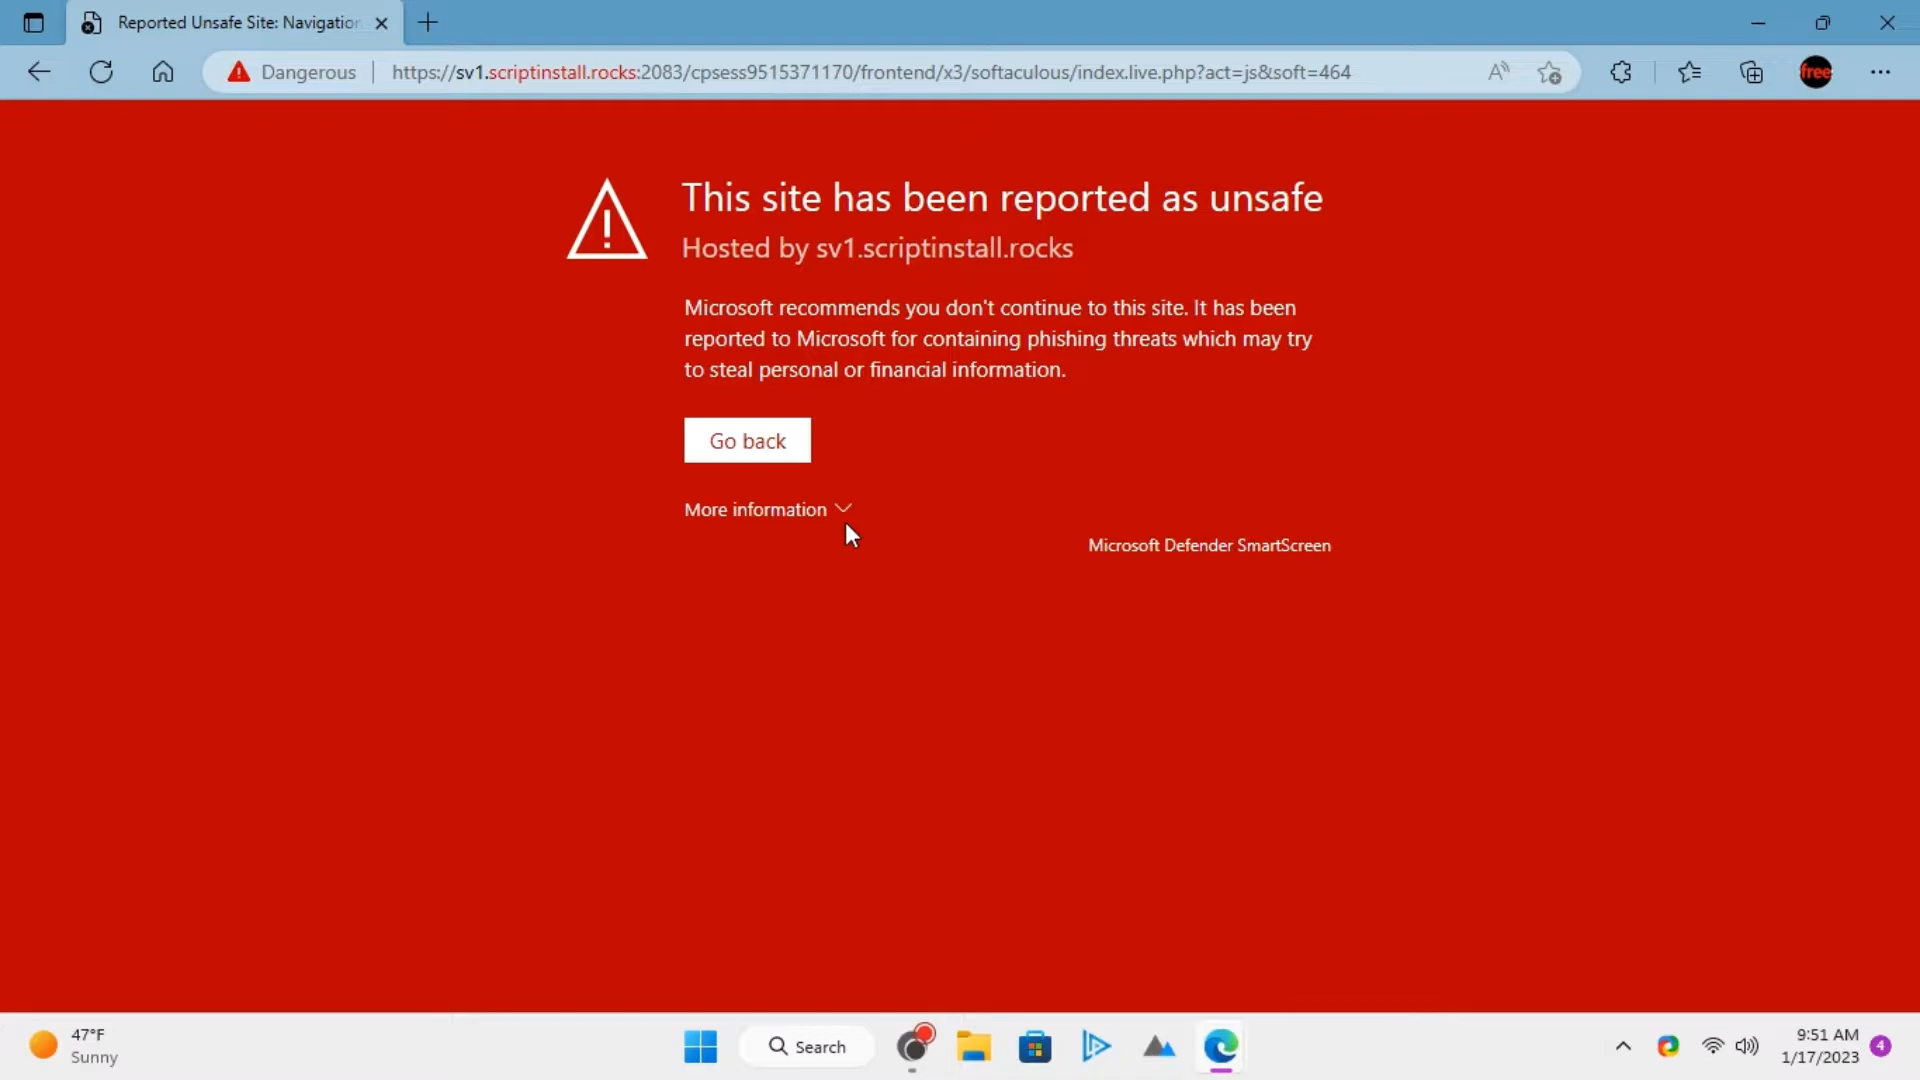 Reported Unsafe Site: Navigation
Dangerous
https://sv1.scriptinstall.rocks:2083/cpsess9515371170/frontend/x3/softaculous/index.live.php?act=js&soft=464
free
This site has been reported as unsafe
Hosted by sv1.scriptinstall.rocks
Microsoft recommends you don't continue to this site. It has been
reported to Microsoft for containing phishing threats which may try
to steal personal or financial information.
Go back
More information
Microsoft Defender SmartScreen
47°F
Sunny
Search
9:51 AM
1/17/2023
4